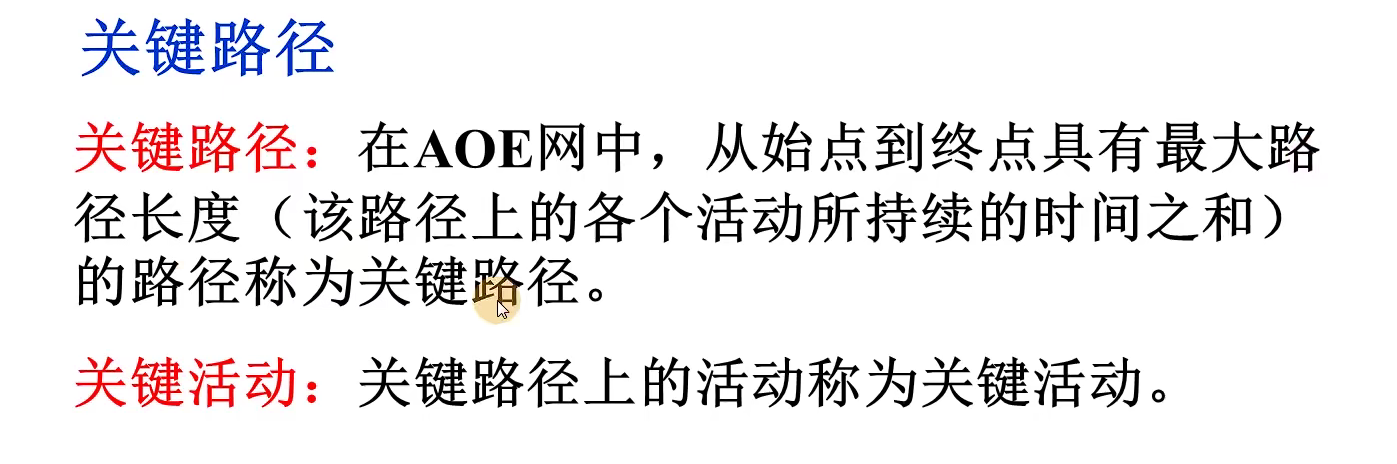 关键路径
关键路径：在AOE网中，从始点到终点具有最大路
径长度（该路径上的各个活动所持续的时间之和）
的路径称为关键路径。
关键活动：关键路径上的活动称为关键活动。